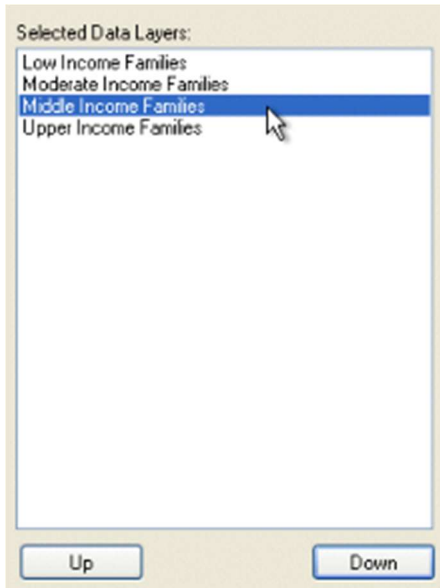 Selected Data Layers:
Low Income Families
Moderate Income Families
Middle Income Families
Upper Income Families
Up
Down